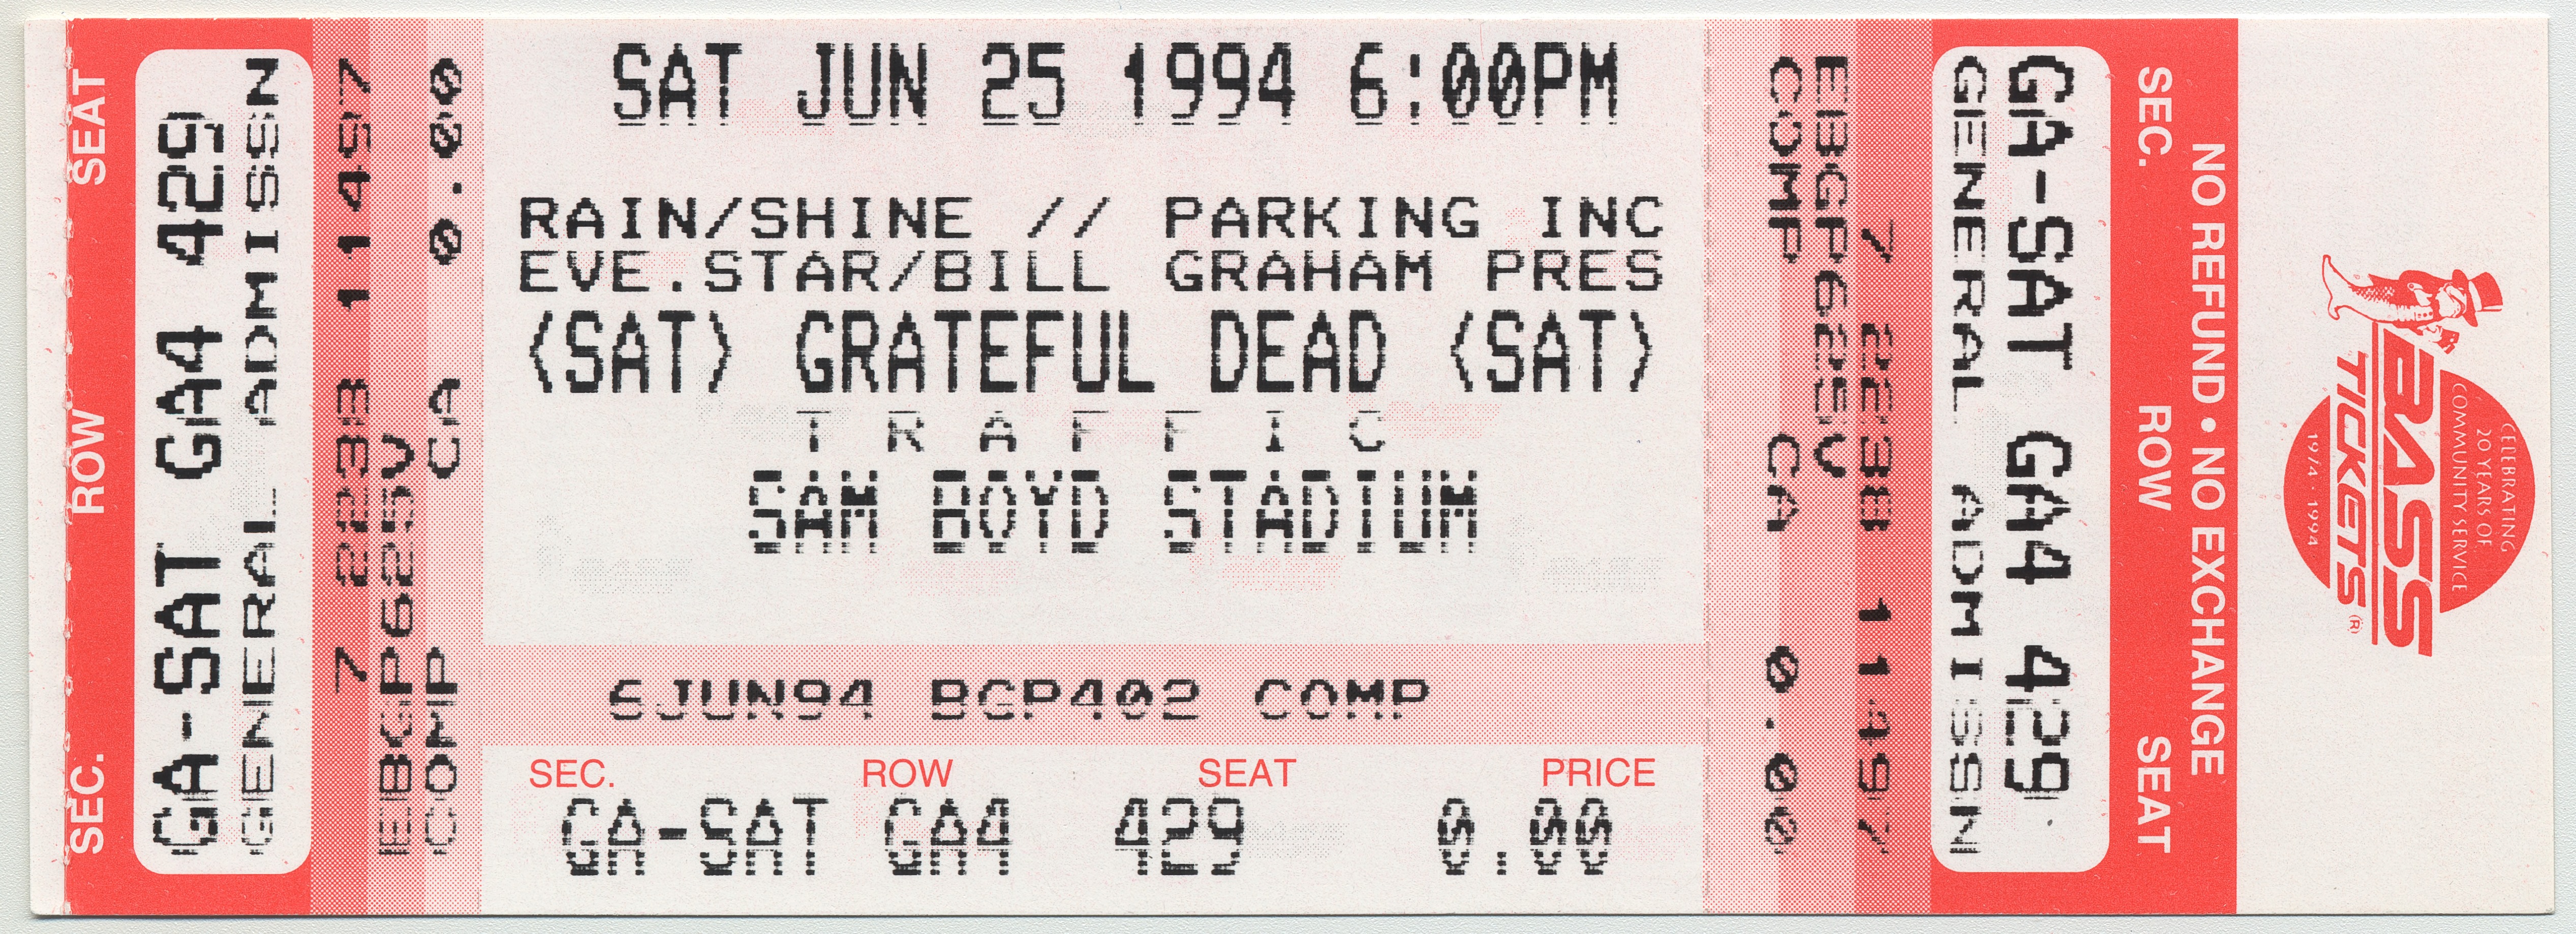 SEC. ROW SEAT
GA-SAT GA4 429
GENERAL ADMISSN
7 2238 11497
EBGP625V
COMP CA 0.00
SAT JUN 25 1994 6:00PM
RAIN/SHINE // PARKING INC
EVE.STAR/BILL GRAHAM PRES
(SAT) GRATEFUL DEAD (SAT)
T R A F F I C
SAM BOYD STADIUM
6JUN94 BGP402 COMP
SEC. ROW SEAT PRICE
GA-SAT GA4 429 0.00
7 2238 11497
EBGP625V
COMP CA 0.00
NO REFUND • NO EXCHANGE
SEC. ROW SEAT
GA-SAT GA4 429
GENERAL ADMISSN
CELEBRATING
20 YEARS OF
COMMUNITY SERVICE
BASS
TICKETS®
1974 · 1994